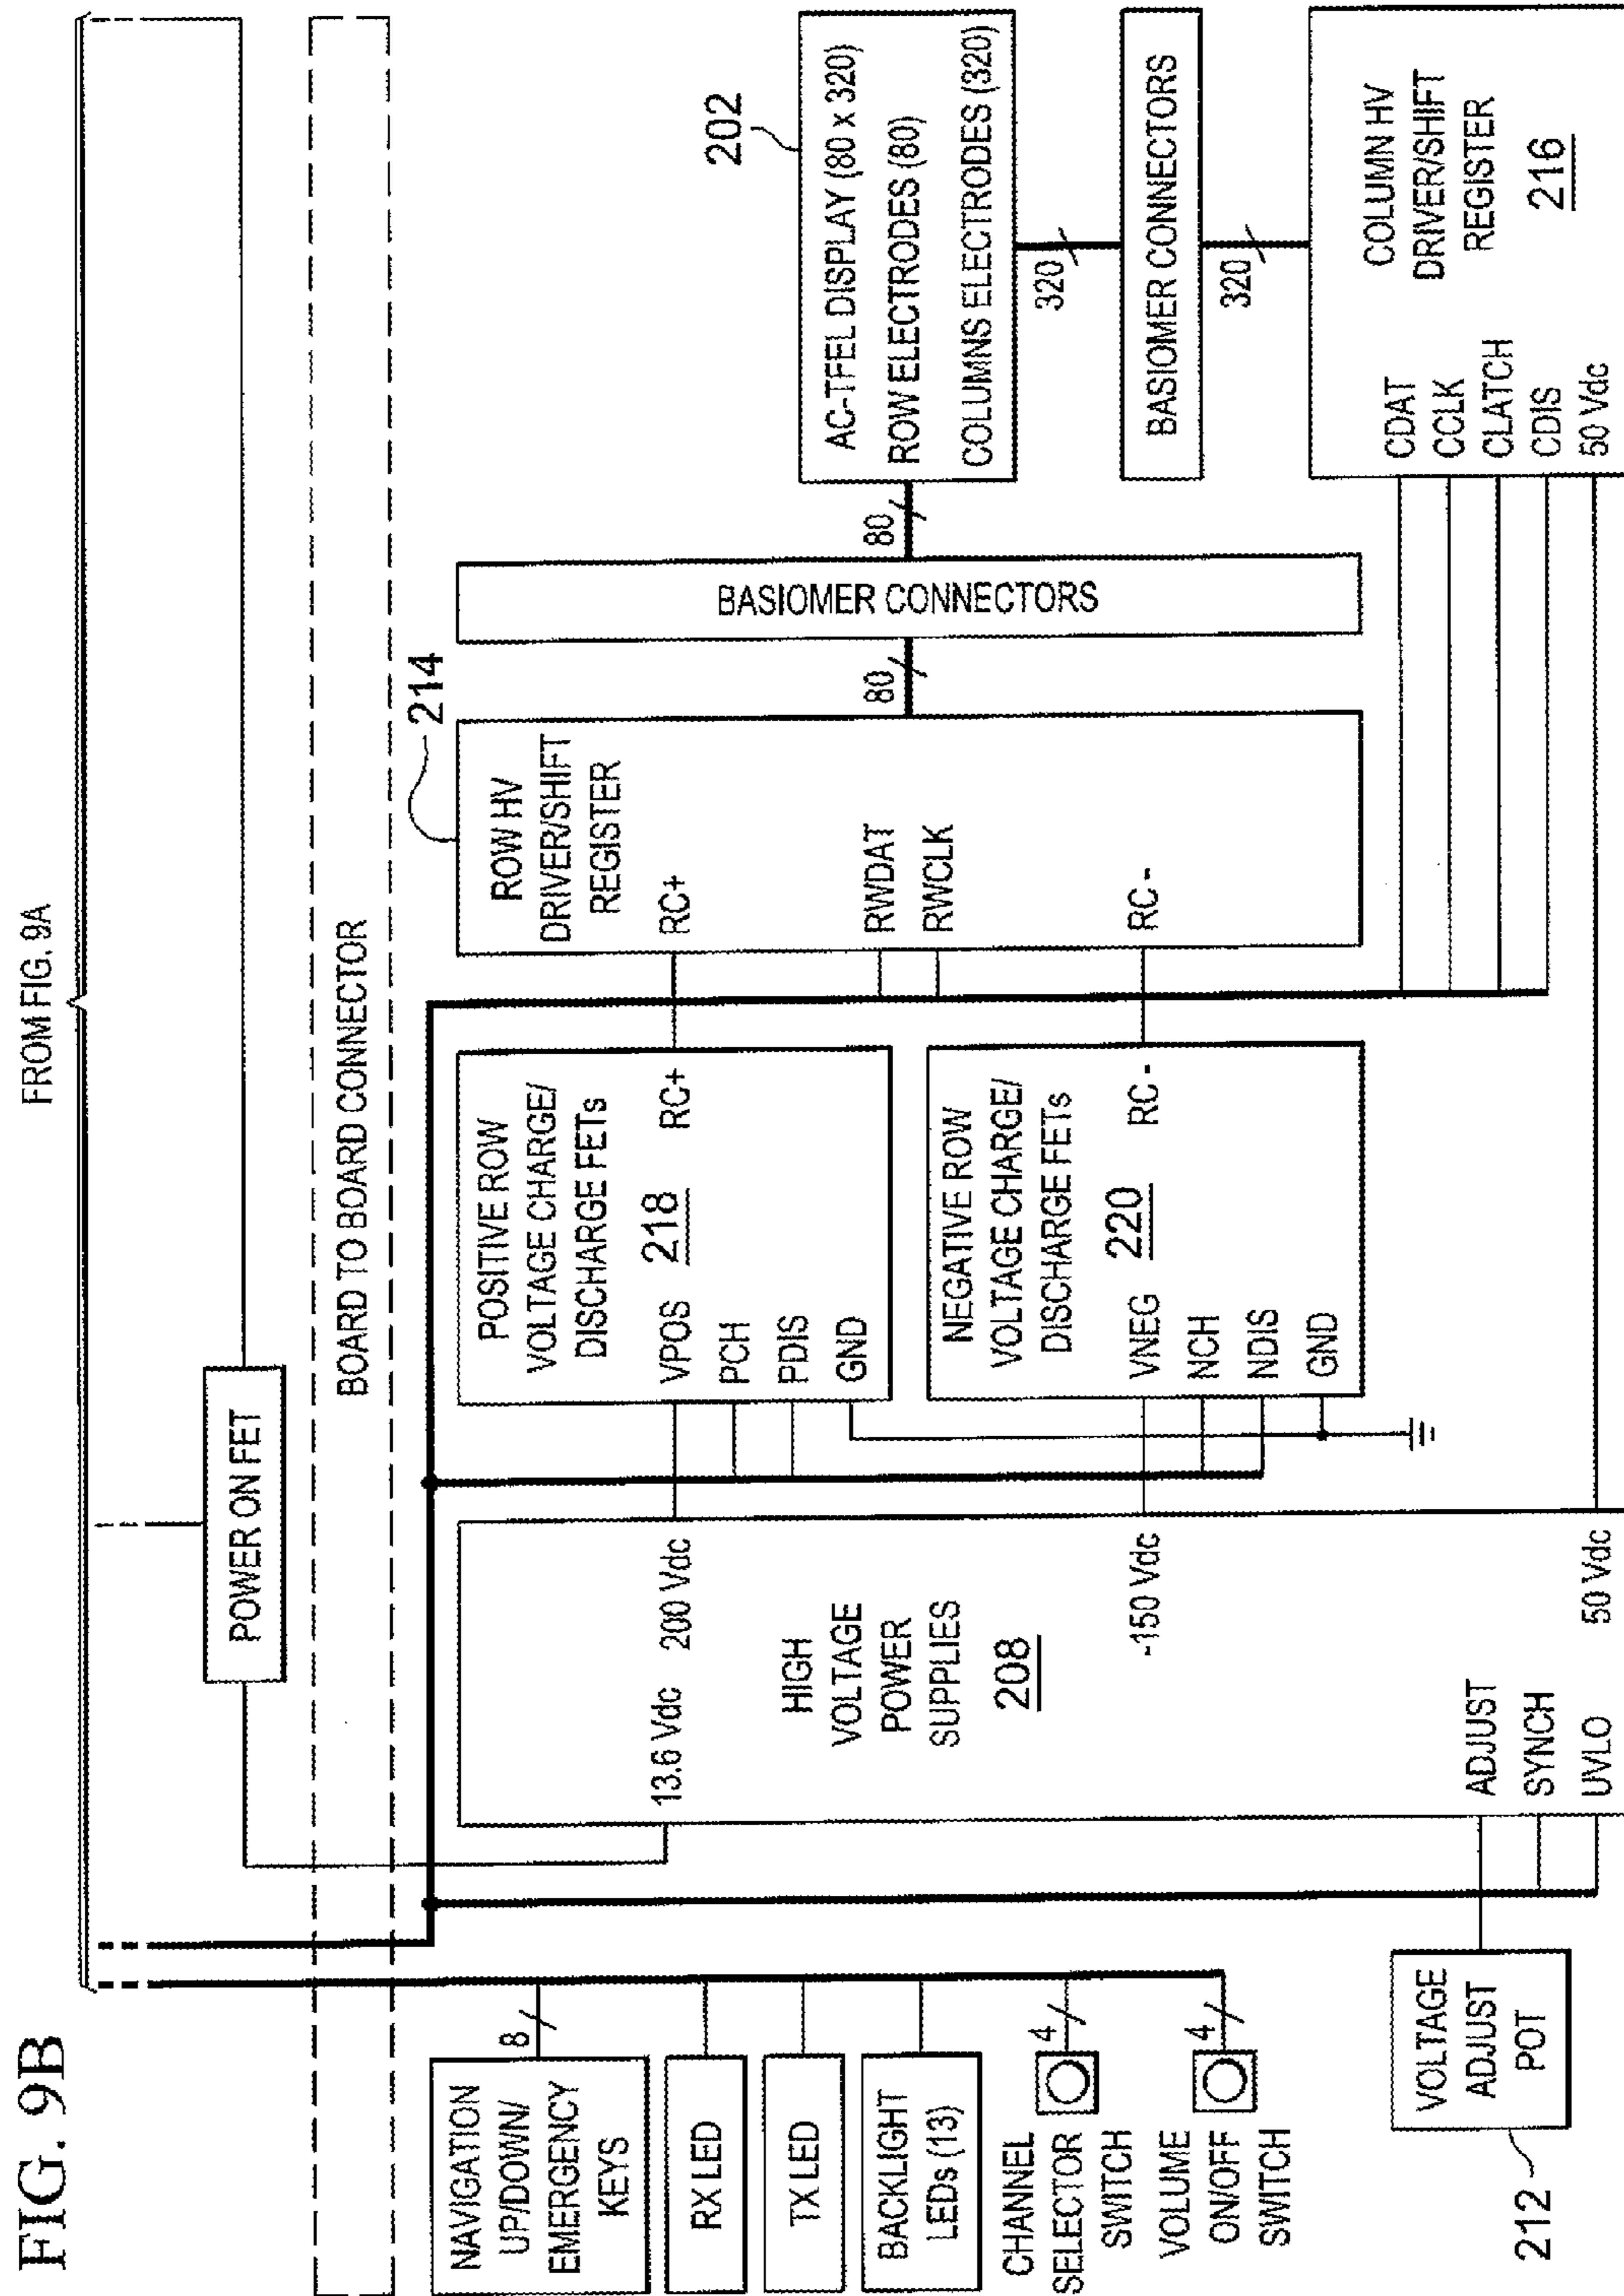 FIG. 9B
FROM FIG. 9A
POWER ON FET
BOARD TO BOARD CONNECTOR
NAVIGATION
UP/DOWN/
EMERGENCY
KEYS
8
RX LED
TX LED
BACKLIGHT
LEDs (13)
CHANNEL
SELECTOR
SWITCH
4
VOLUME
ON/OFF
SWITCH
4
VOLTAGE
ADJUST
POT
212
13.6 Vdc
200 Vdc
HIGH
VOLTAGE
POWER
SUPPLIES
208
-150 Vdc
ADJUST
SYNCH
UVLO
50 Vdc
POSITIVE ROW
VOLTAGE CHARGE/
DISCHARGE FETs
218
VPOS
RC+
PCH
PDIS
GND
NEGATIVE ROW
VOLTAGE CHARGE/
DISCHARGE FETs
220
VNEG
RC-
NCH
NDIS
GND
214
ROW HV
DRIVER/SHIFT
REGISTER
RC+
RWDAT
RWCLK
RC-
80
BASIOMER CONNECTORS
80
202
AC-TFEL DISPLAY (80 x 320)
ROW ELECTRODES (80)
COLUMNS ELECTRODES (320)
320
BASIOMER CONNECTORS
320
COLUMN HV
DRIVER/SHIFT
REGISTER
216
CDAT
CCLK
CLATCH
CDIS
50 Vdc